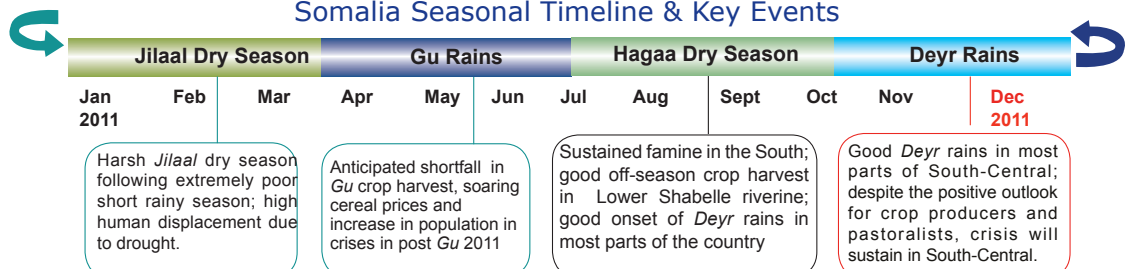 Somalia Seasonal Timeline & Key Events
Jilaal Dry Season
Gu Rains
Hagaa Dry Season
Deyr Rains
Jan
2011
Feb
Mar
Apr
May
Jun
Jul
Aug
Sept
Oct
Nov
Dec
2011
Harsh Jilaal dry season
following extremely poor
short rainy season; high
human displacement due
to drought.
Anticipated shortfall in
Gu crop harvest, soaring
cereal prices and
increase in population in
crises in post Gu 2011
Sustained famine in the South;
good off-season crop harvest
in Lower Shabelle riverine;
good onset of Deyr rains in
most parts of the country
Good Deyr rains in most
parts of South-Central;
despite the positive outlook
for crop producers and
pastoralists, crisis will
sustain in South-Central.